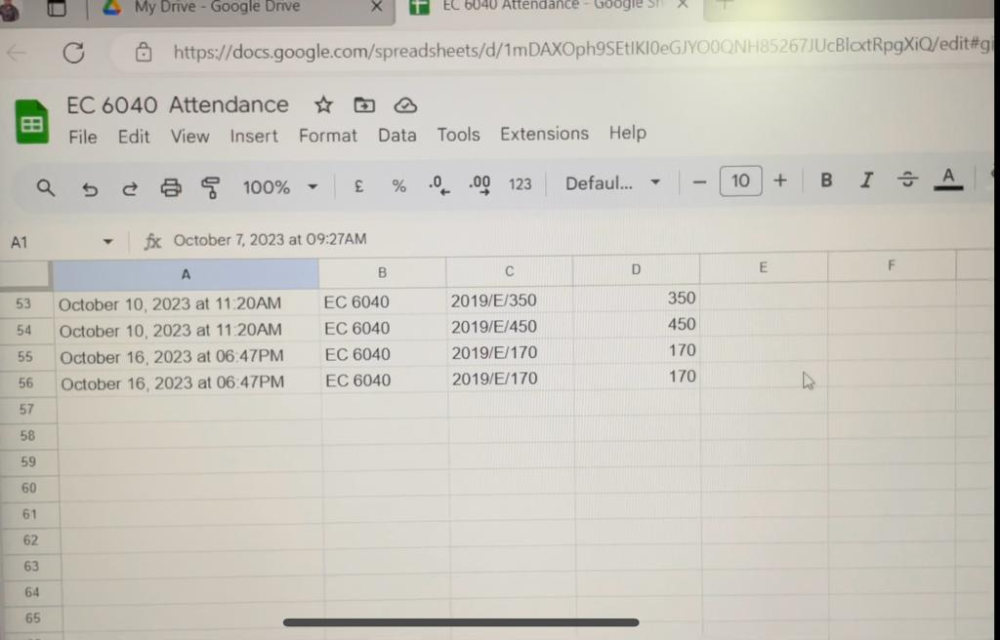 My Drive - Google Drive
EC 6040 Attendance - Google Sh
https://docs.google.com/spreadsheets/d/1mDAXOph9SEtIKI0eGJYO0QNH85267JUcBlcxtRpgXiQ/edit#gi
EC 6040 Attendance
File Edit View Insert Format Data Tools Extensions Help
100% £ % .0 .00 123 Defaul... − 10 + B I S A
A1 fx October 7, 2023 at 09:27AM
A B C D E F
53 October 10, 2023 at 11:20AM EC 6040 2019/E/350 350
54 October 10, 2023 at 11:20AM EC 6040 2019/E/450 450
55 October 16, 2023 at 06:47PM EC 6040 2019/E/170 170
56 October 16, 2023 at 06:47PM EC 6040 2019/E/170 170
57
58
59
60
61
62
63
64
65